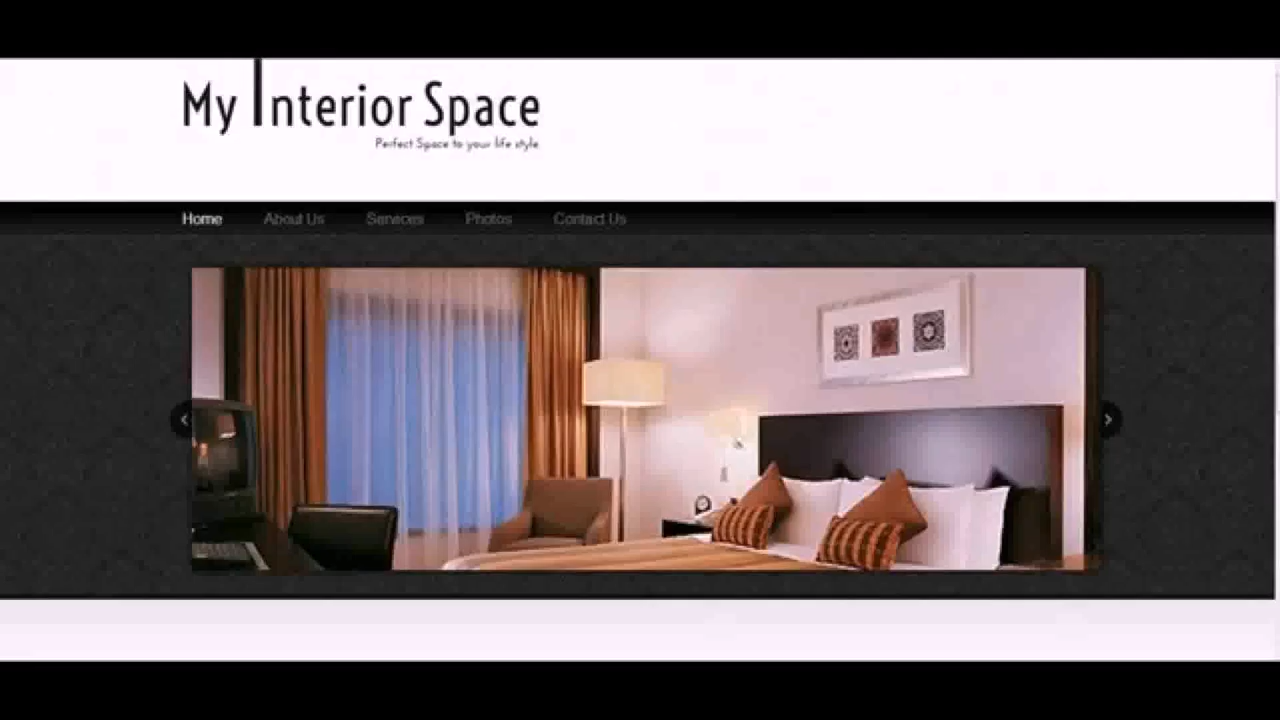 My Interior Space
Perfect Space to your life style
Home About Us Services Photos Contact Us